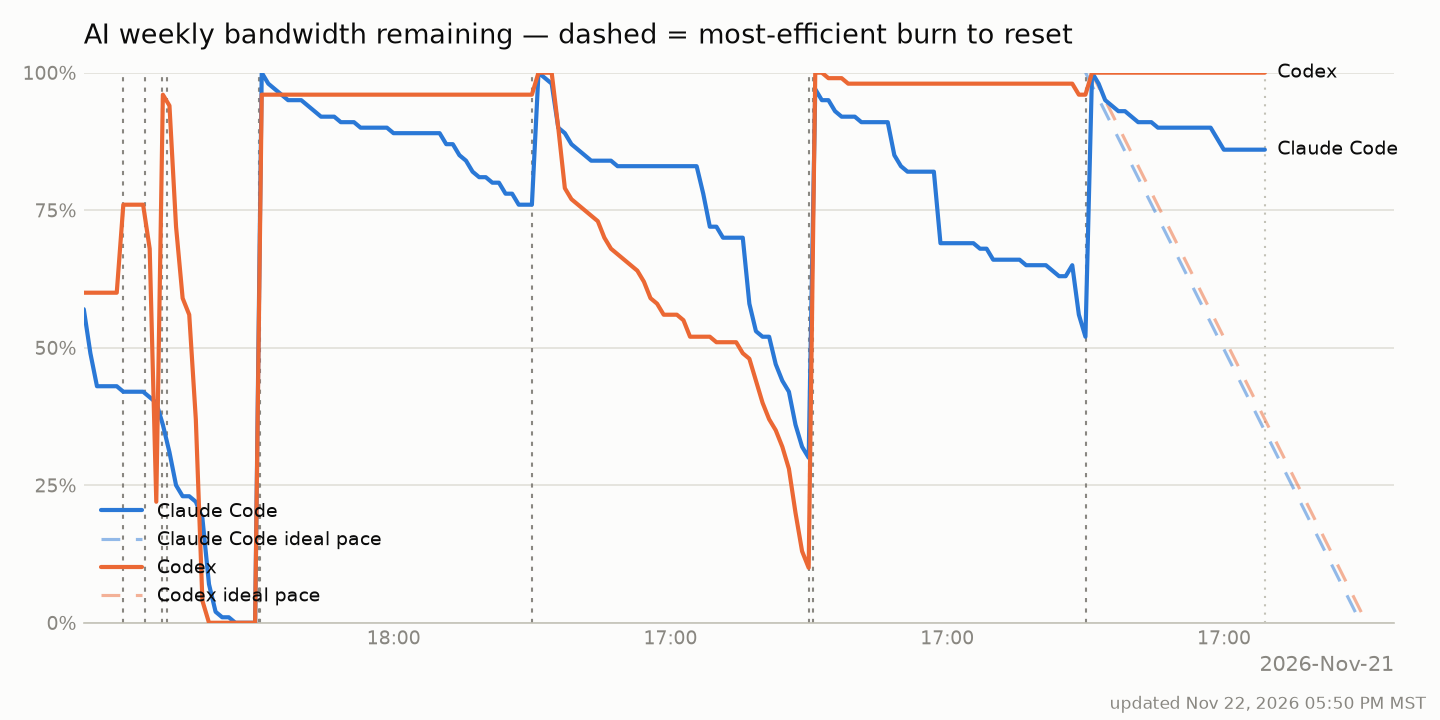 AI weekly bandwidth remaining — dashed = most-efficient burn to reset
100%
75%
50%
25%
0%
Codex
Claude Code
Claude Code
Claude Code ideal pace
Codex
Codex ideal pace
18:00
17:00
17:00
17:00
2026-Nov-21
updated Nov 22, 2026 05:50 PM MST